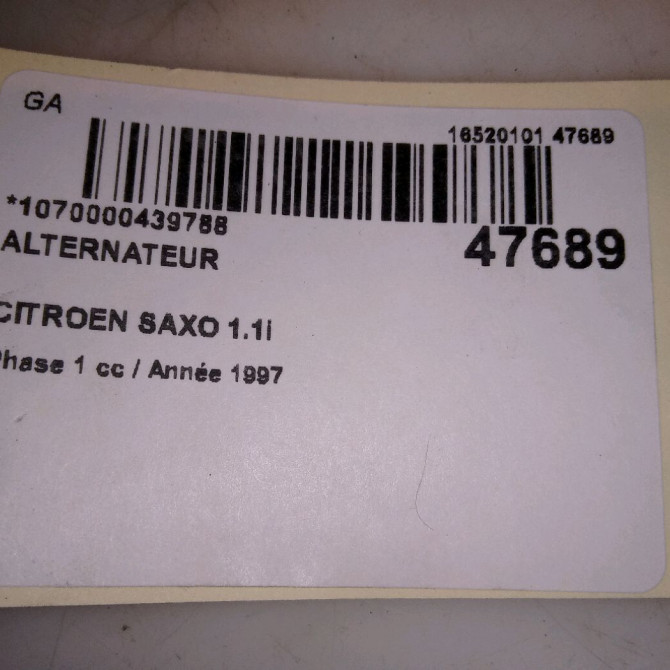 GA
16520101 47689
*1070000439788
47689
ALTERNATEUR
CITROEN SAXO 1.1i
Phase 1 cc / Année 1997